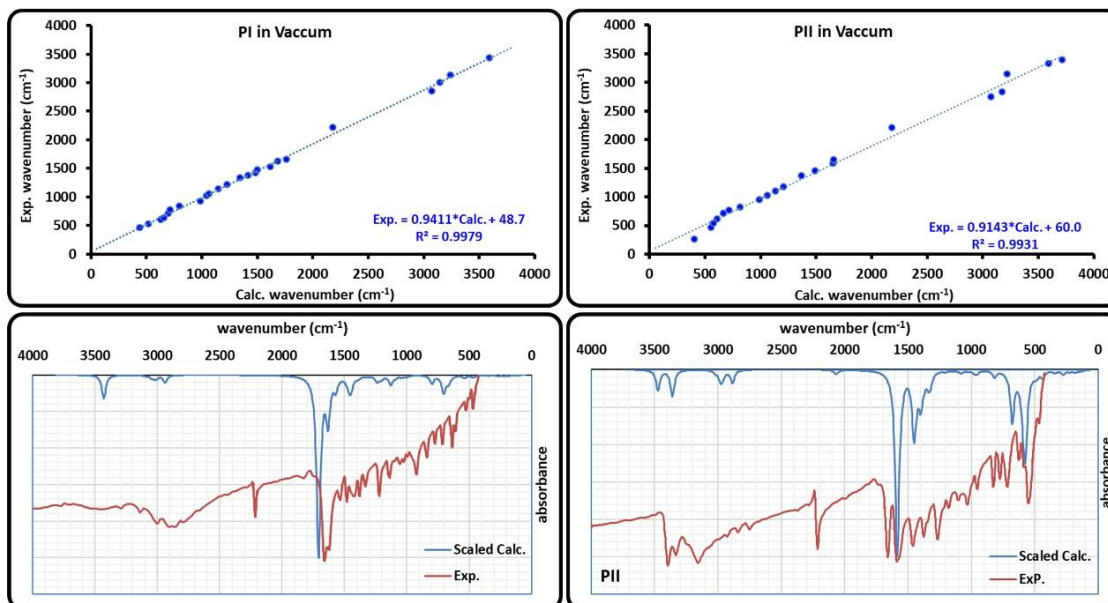 PI in Vaccum
Exp. wavenumber (cm⁻¹)
4000
3500
3000
2500
2000
1500
1000
500
0
Exp. = 0.9411*Calc. + 48.7
R² = 0.9979
0 500 1000 1500 2000 2500 3000 3500 4000
Calc. wavenumber (cm⁻¹)
PII in Vaccum
Exp. wavenumber (cm⁻¹)
4000
3500
3000
2500
2000
1500
1000
500
0
Exp. = 0.9143*Calc. + 60.0
R² = 0.9931
0 500 1000 1500 2000 2500 3000 3500 4000
Calc. wavenumber (cm⁻¹)
wavenumber (cm⁻¹)
4000 3500 3000 2500 2000 1500 1000 500 0
absorbance
Scaled Calc.
Exp.
wavenumber (cm⁻¹)
4000 3500 3000 2500 2000 1500 1000 500 0
absorbance
Scaled Calc.
ExP.
PII